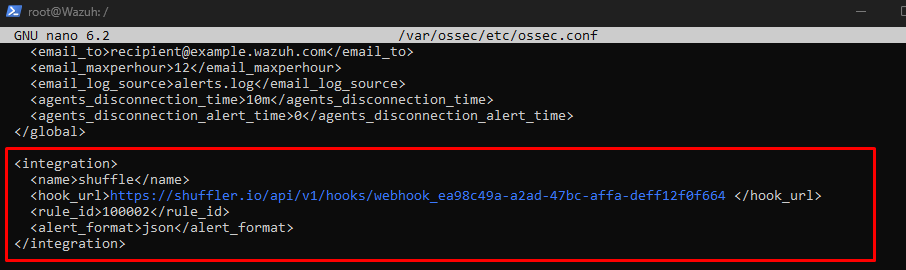 root@Wazuh: /
GNU nano 6.2 /var/ossec/etc/ossec.conf
<email_to>recipient@example.wazuh.com</email_to>
<email_maxperhour>12</email_maxperhour>
<email_log_source>alerts.log</email_log_source>
<agents_disconnection_time>10m</agents_disconnection_time>
<agents_disconnection_alert_time>0</agents_disconnection_alert_time>
</global>
<integration>
<name>shuffle</name>
<hook_url>https://shuffler.io/api/v1/hooks/webhook_ea98c49a-a2ad-47bc-affa-deff12f0f664 </hook_url>
<rule_id>100002</rule_id>
<alert_format>json</alert_format>
</integration>